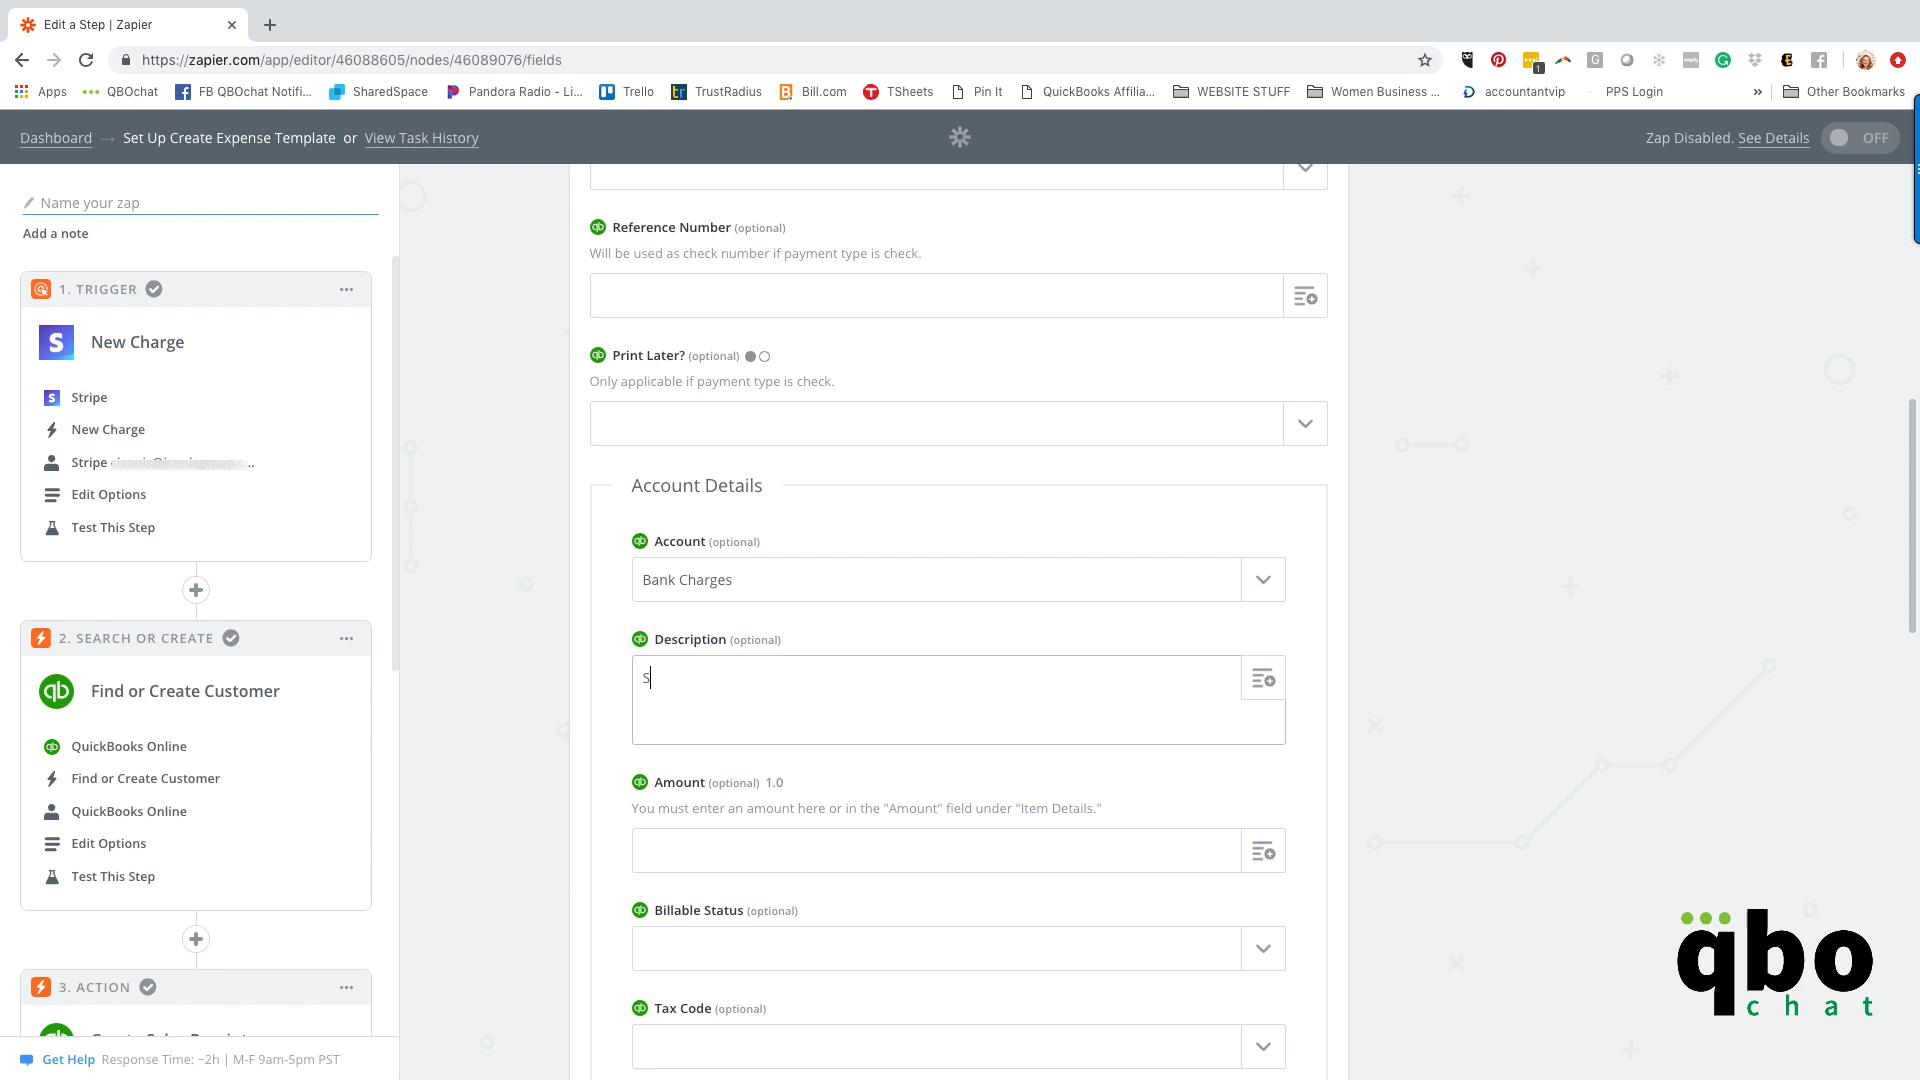 Edit a Step | Zapier
https://zapier.com/app/editor/46088605/nodes/46089076/fields
Apps QBOchat FB QBOchat Notifi... SharedSpace Pandora Radio - Li... Trello TrustRadius Bill.com TSheets Pin It QuickBooks Affilia... WEBSITE STUFF Women Business ... accountantvip PPS Login » Other Bookmarks
Dashboard → Set Up Create Expense Template or View Task History
Zap Disabled. See Details OFF
Name your zap
Add a note
1. TRIGGER
New Charge
Stripe
New Charge
Stripe
Edit Options
Test This Step
2. SEARCH OR CREATE
Find or Create Customer
QuickBooks Online
Find or Create Customer
QuickBooks Online
Edit Options
Test This Step
3. ACTION
Get Help Response Time: ~2h | M-F 9am-5pm PST
Reference Number (optional)
Will be used as check number if payment type is check.
Print Later? (optional)
Only applicable if payment type is check.
Account Details
Account (optional)
Bank Charges
Description (optional)
S
Amount (optional) 1.0
You must enter an amount here or in the "Amount" field under "Item Details."
Billable Status (optional)
Tax Code (optional)
qbo
chat